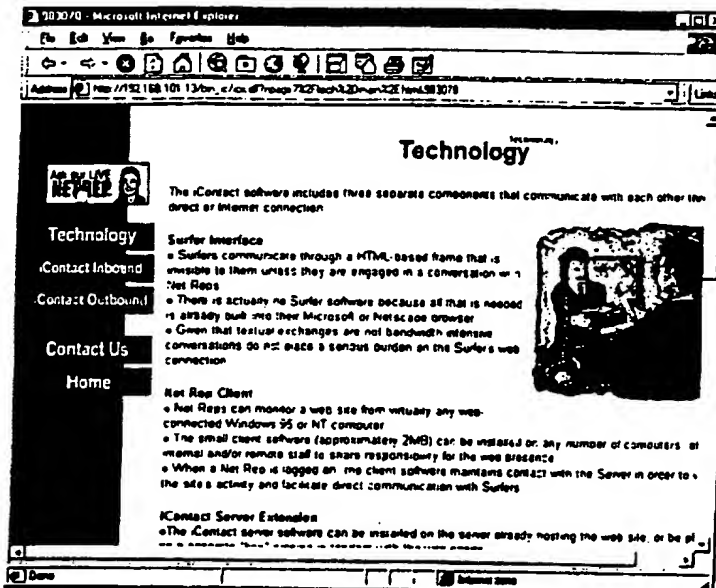 903070 - Microsoft Internet Explorer
File Edit View Go Favorites Help
Address
Links
Technology
Ask our LIVE
NET REP
The iContact software includes three separate components that communicate with each other
direct or Internet connection
Technology
iContact Inbound
iContact Outbound
Contact Us
Home
Surfer Interface
Surfers communicate through a HTML-based frame that is
invisible to them unless they are engaged in a conversation with
Net Reps
There is actually no Surfer software because all that is needed
is already built into their Microsoft or Netscape browser
Given that textual exchanges are not bandwidth intensive
conversations do not place a serious burden on the Surfers web
connection
Net Rep Client
Net Reps can monitor a web site from virtually any web-
connected Windows 95 or NT computer
The small client software (approximately 2MB) can be installed on any number of computers
internal and/or remote staff to share responsibility for the web presence
When a Net Rep is logged on, the client software maintains contact with the Server in order to
the site's activity and facilitate direct communication with Surfers
iContact Server Extension
The iContact server software can be installed on the server already hosting the web site, or be pl
Done
Internet zone